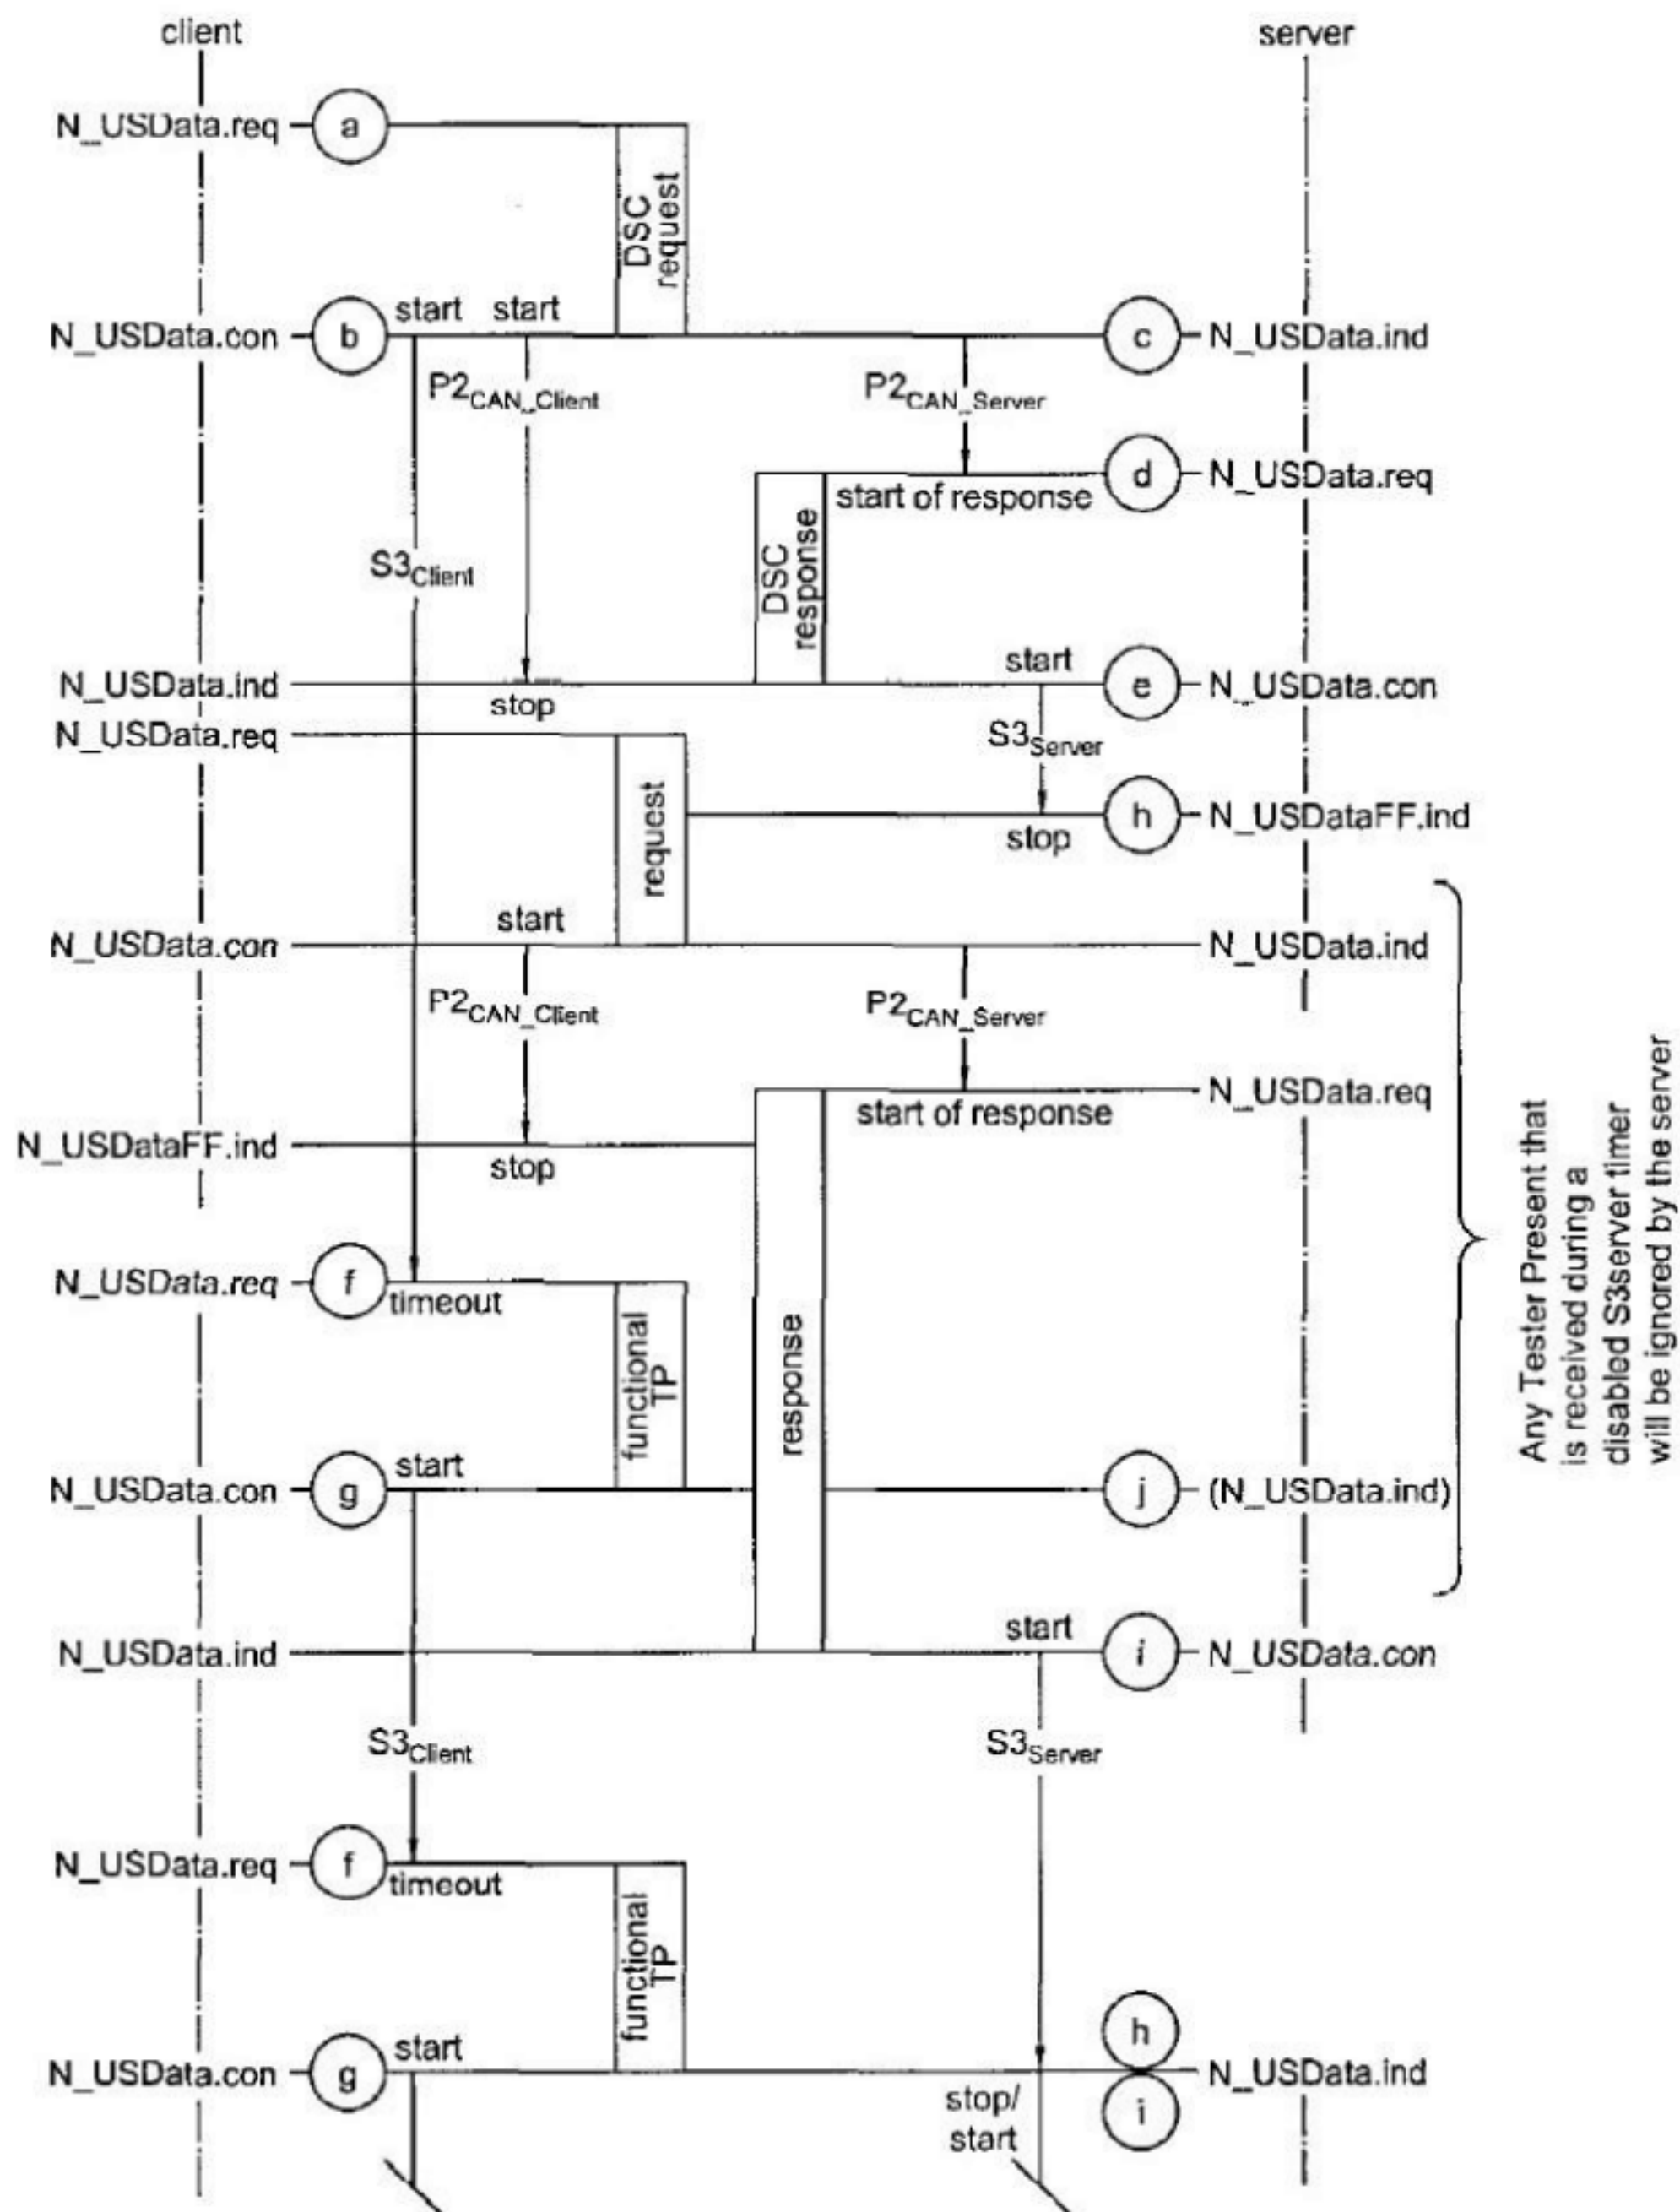 client
server
N_USData.req
a
DSC
request
N_USData.con
b
start
start
c
N_USData.ind
P2CAN_Client
P2CAN_Server
d
N_USData.req
start of response
S3Client
DSC
response
N_USData.ind
stop
start
e
N_USData.con
N_USData.req
S3Server
request
stop
h
N_USDataFF.ind
N_USData.con
start
N_USData.ind
P2CAN_Client
P2CAN_Server
N_USData.req
start of response
N_USDataFF.ind
stop
Any Tester Present that
is received during a
disabled S3server timer
will be ignored by the server
N_USData.req
f
timeout
functional
TP
response
N_USData.con
g
start
j
(N_USData.ind)
N_USData.ind
start
i
N_USData.con
S3Client
S3Server
N_USData.req
f
timeout
functional
TP
h
N_USData.con
g
start
N_USData.ind
stop/
start
i